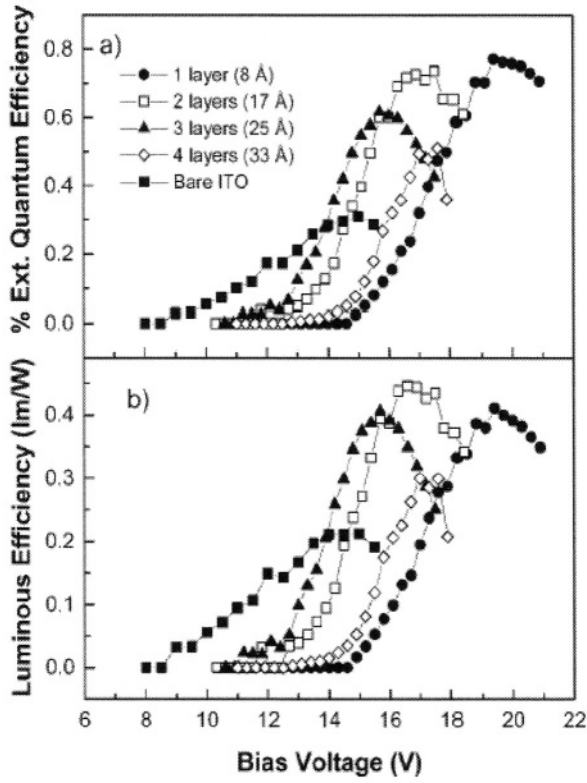 a)
1 layer (8 Å)
2 layers (17 Å)
3 layers (25 Å)
4 layers (33 Å)
Bare ITO
% Ext. Quantum Efficiency
0.8
0.6
0.4
0.2
0.0
b)
Luminous Efficiency (lm/W)
0.4
0.3
0.2
0.1
0.0
6 8 10 12 14 16 18 20 22
Bias Voltage (V)